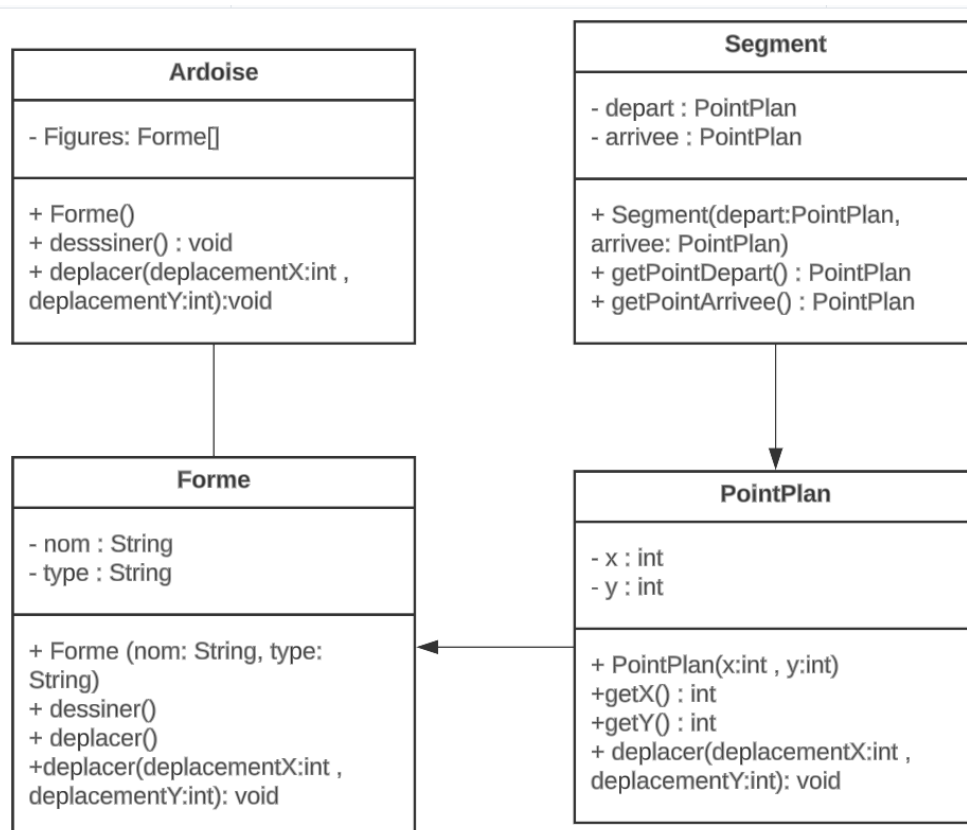 Ardoise
- Figures: Forme[]
+ Forme()
+ desssiner() : void
+ deplacer(deplacementX:int ,
deplacementY:int):void
Segment
- depart : PointPlan
- arrivee : PointPlan
+ Segment(depart:PointPlan,
arrivee: PointPlan)
+ getPointDepart() : PointPlan
+ getPointArrivee() : PointPlan
Forme
- nom : String
- type : String
+ Forme (nom: String, type:
String)
+ dessiner()
+ deplacer()
+deplacer(deplacementX:int ,
deplacementY:int): void
PointPlan
- x : int
- y : int
+ PointPlan(x:int , y:int)
+getX() : int
+getY() : int
+ deplacer(deplacementX:int ,
deplacementY:int): void